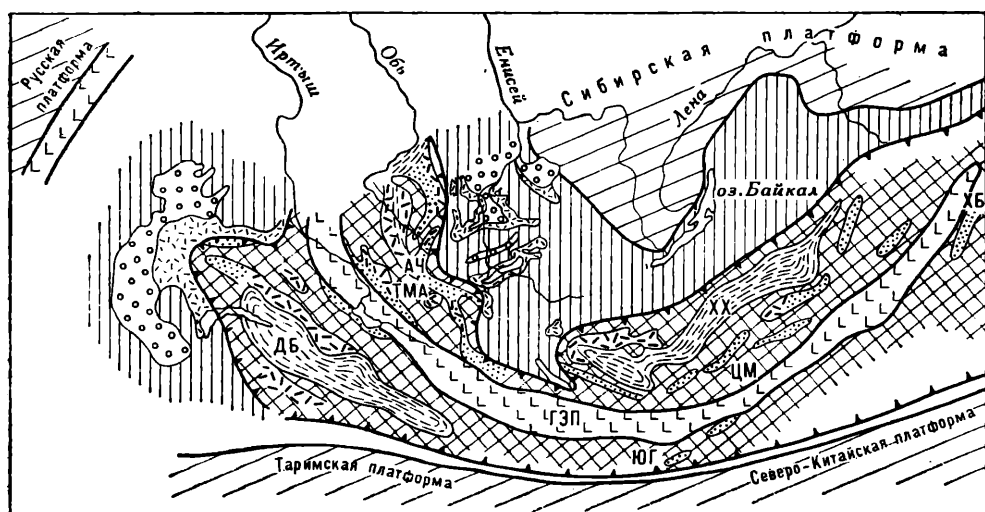 Русская
платформа
Иртыш
Обь
Енисей
Сибирская платформа
Лена
оз. Байкал
ХБ
АГ
ТМА
ХХ
ДБ
ЦМ
ГЭП
ЮГ
Таримская платформа
Северо-Китайская платформа